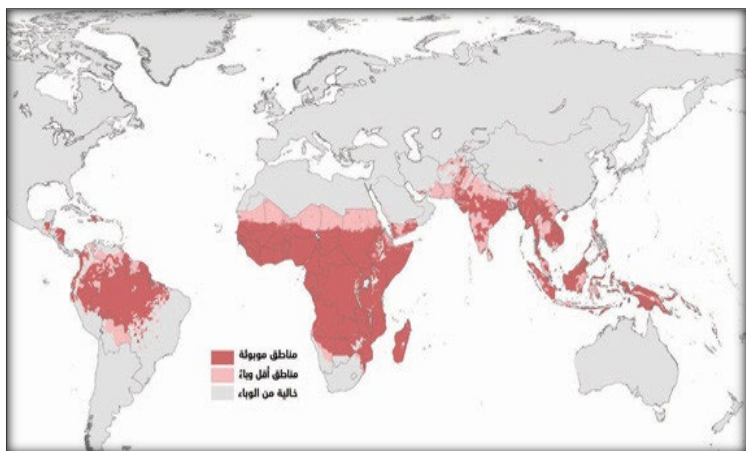 مناطق موبوئة
مناطق أقل وباءً
خالية من الوباء